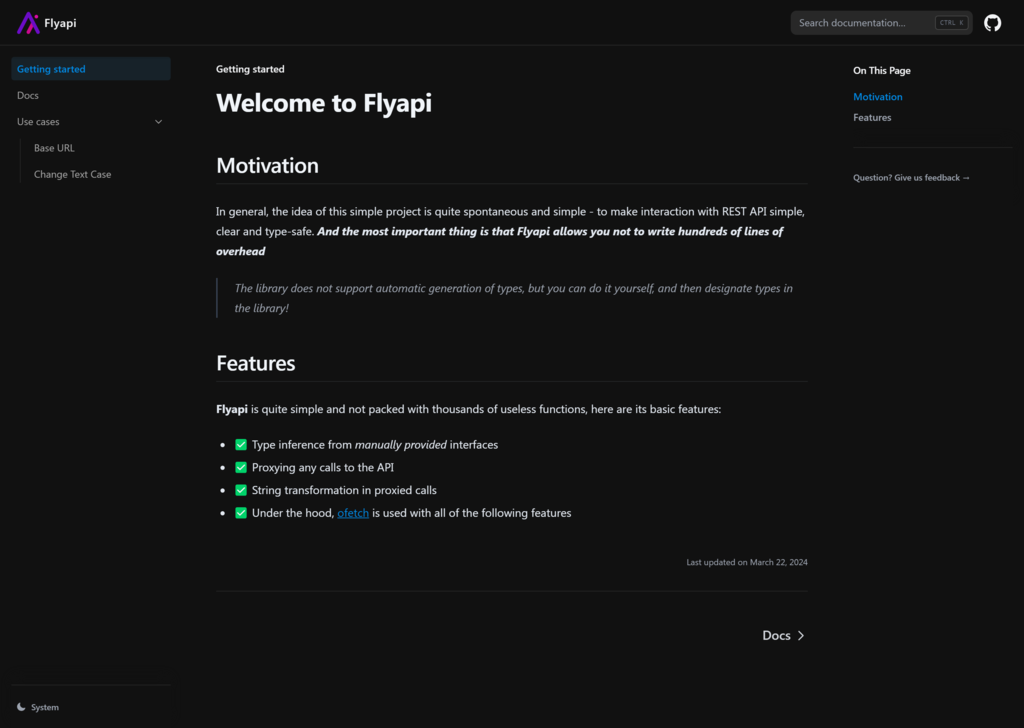 Flyapi
Search documentation...
CTRL K
Getting started
Docs
Use cases
Base URL
Change Text Case
System
Getting started
Welcome to Flyapi
Motivation
In general, the idea of this simple project is quite spontaneous and simple - to make interaction with REST API simple,
clear and type-safe. And the most important thing is that Flyapi allows you not to write hundreds of lines of
overhead
The library does not support automatic generation of types, but you can do it yourself, and then designate types in
the library!
Features
Flyapi is quite simple and not packed with thousands of useless functions, here are its basic features:
• ✅ Type inference from manually provided interfaces
• ✅ Proxying any calls to the API
• ✅ String transformation in proxied calls
• ✅ Under the hood, ofetch is used with all of the following features
Last updated on March 22, 2024
Docs
On This Page
Motivation
Features
Question? Give us feedback →